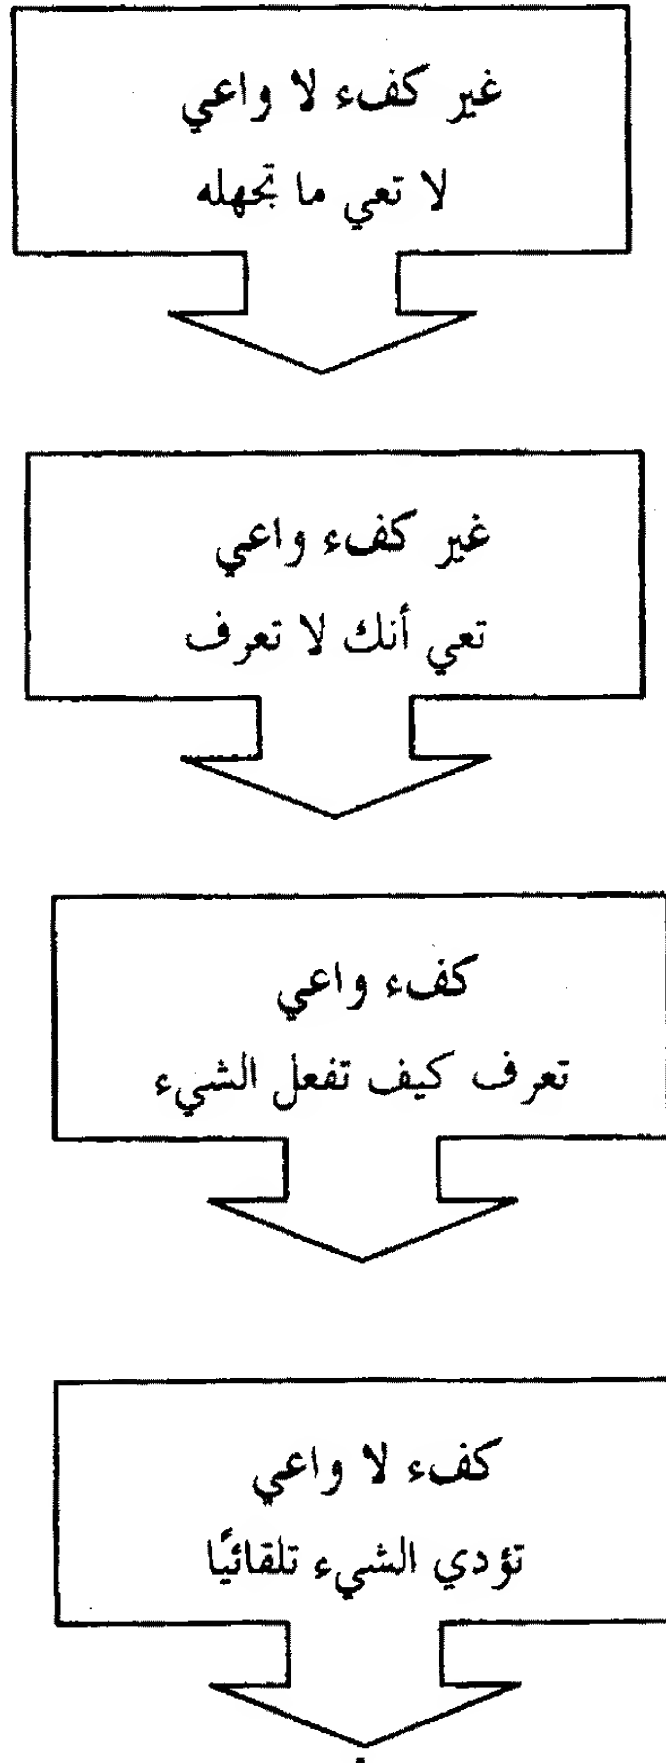 غير كفء لا واعي
لا تعي ما تجهله
غير كفء واعي
تعي أنك لا تعرف
كفء واعي
تعرف كيف تفعل الشيء
كفء لا واعي
تؤدي الشيء تلقائيًا